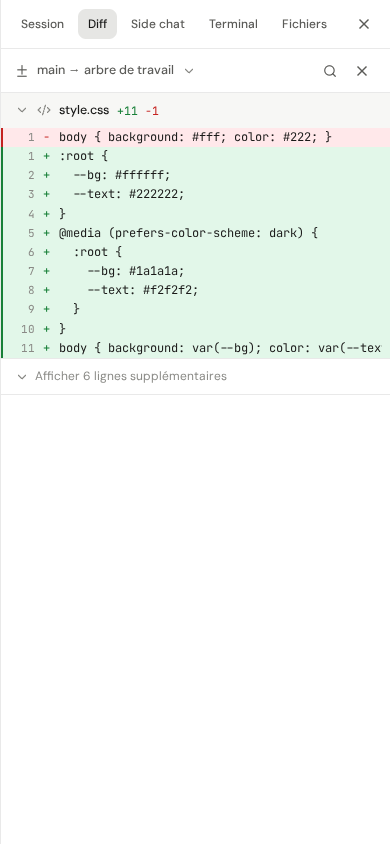 Session Diff Side chat Terminal Fichiers
main → arbre de travail
style.css +11 -1
1 - body { background: #fff; color: #222; }
1 + :root {
2 + --bg: #ffffff;
3 + --text: #222222;
4 + }
5 + @media (prefers-color-scheme: dark) {
6 + :root {
7 + --bg: #1a1a1a;
8 + --text: #f2f2f2;
9 + }
10 + }
11 + body { background: var(--bg); color: var(--tex
Afficher 6 lignes supplémentaires